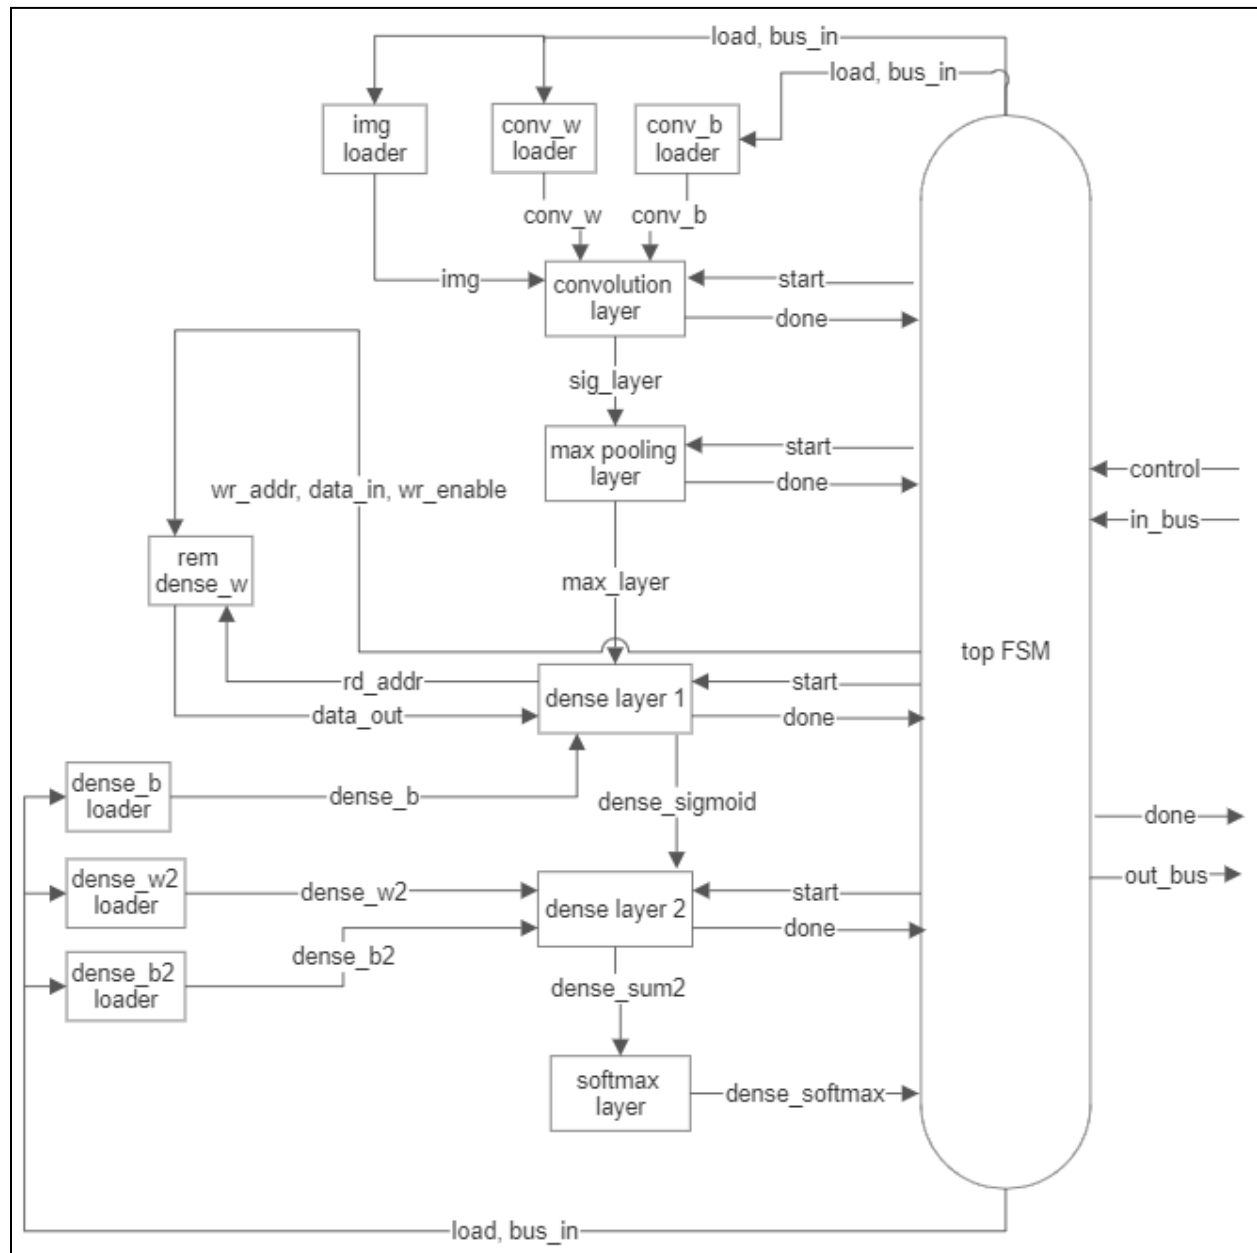 load, bus_in
load, bus_in
img
loader
conv_w
loader
conv_b
loader
conv_w
conv_b
img
convolution
layer
start
done
sig_layer
max pooling
layer
start
done
control
in_bus
wr_addr, data_in, wr_enable
rem
dense_w
max_layer
top FSM
rd_addr
data_out
dense layer 1
start
done
dense_b
loader
dense_b
dense_sigmoid
done
dense_w2
loader
dense_w2
dense layer 2
start
done
out_bus
dense_b2
loader
dense_b2
dense_sum2
softmax
layer
dense_softmax
load, bus_in